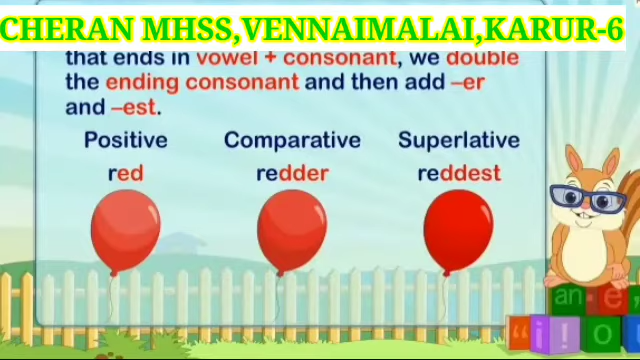 CHERAN MHSS,VENNAIMALAI,KARUR-6
that ends in vowel + consonant, we double
the ending consonant and then add –er
and –est.
Positive Comparative Superlative
red redder reddest
an e,
“ i! O